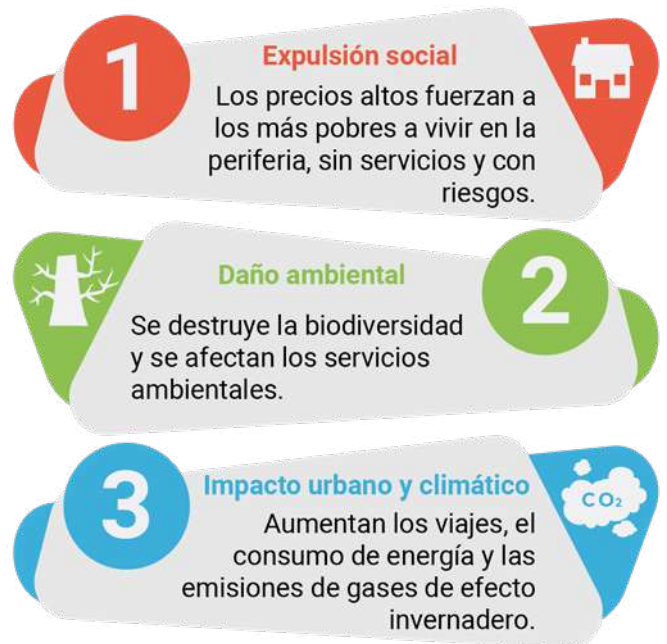 1
Expulsión social
Los precios altos fuerzan a
los más pobres a vivir en la
periferia, sin servicios y con
riesgos.
2
Daño ambiental
Se destruye la biodiversidad
y se afectan los servicios
ambientales.
3
Impacto urbano y climático
CO₂
Aumentan los viajes, el
consumo de energía y las
emisiones de gases de efecto
invernadero.